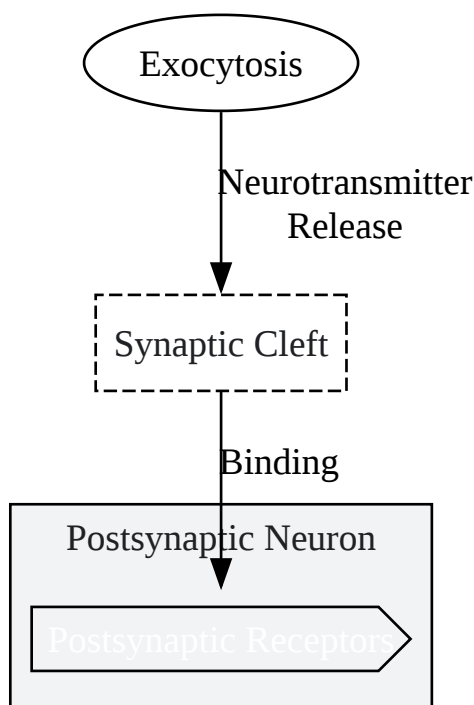 Exocytosis
Neurotransmitter
Release
Synaptic Cleft
Binding
Postsynaptic Neuron
Postsynaptic Receptors